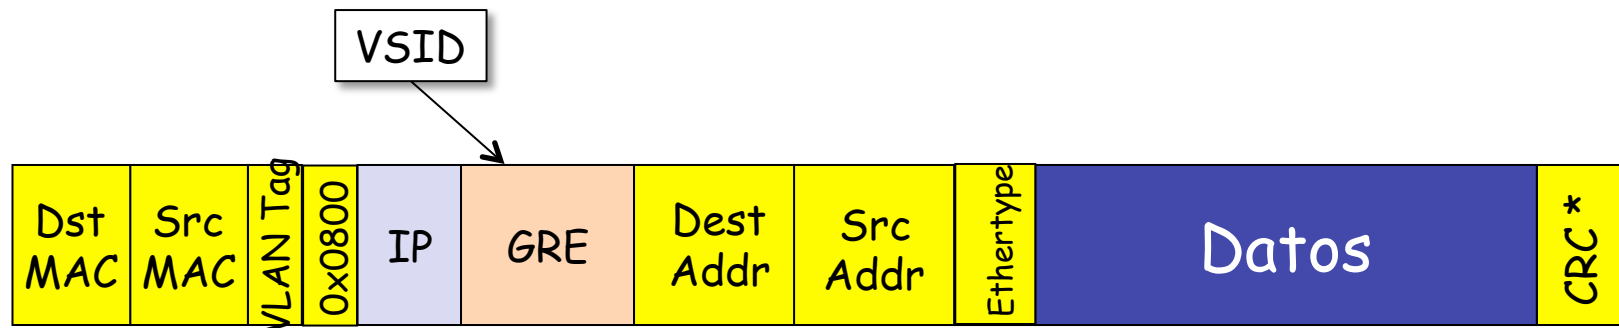 VSID
Dst
MAC
Src
MAC
VLAN Tag
0x0800
IP
GRE
Dest
Addr
Src
Addr
Ethertype
Datos
CRC *